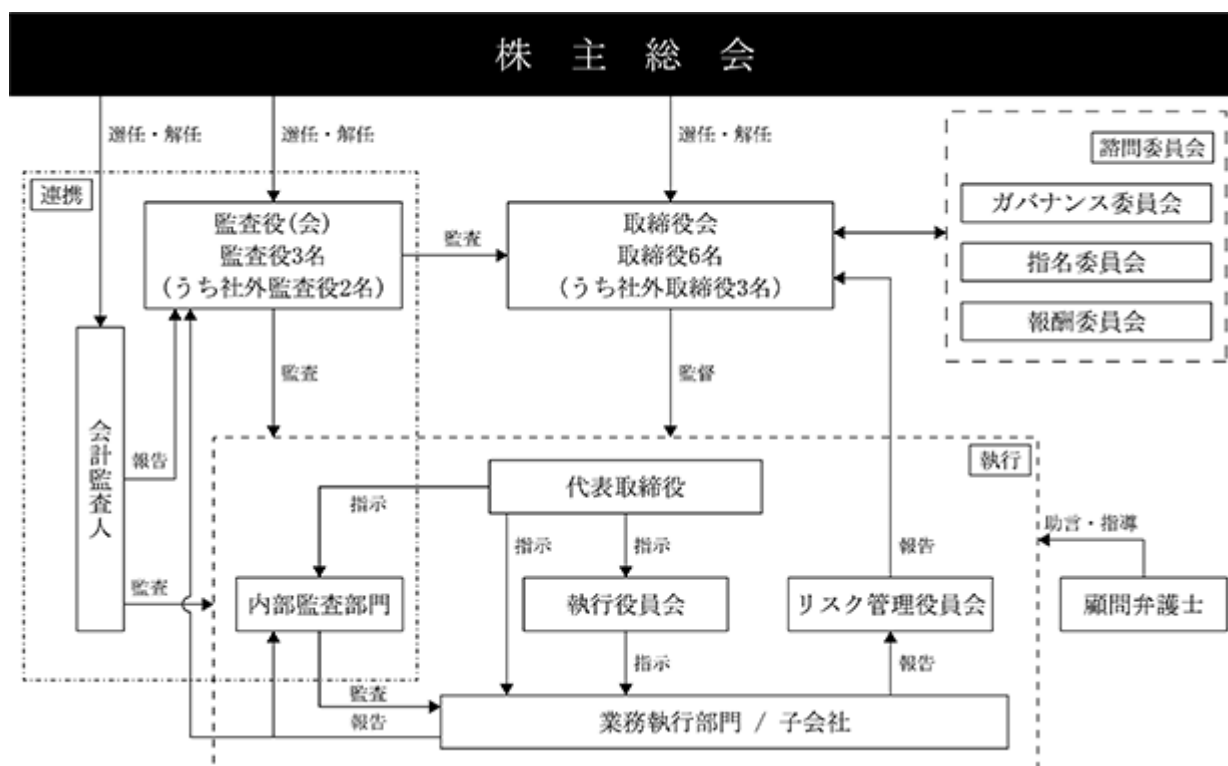 株主総会
選任・解任
選任・解任
選任・解任
諮問委員会
連携
監査役(会)
監査役3名
(うち社外監査役2名)
監査
取締役会
取締役6名
(うち社外取締役3名)
ガバナンス委員会
指名委員会
報酬委員会
監査
監督
会計監査人
報告
執行
代表取締役
指示
指示
指示
報告
助言・指導
監査
内部監査部門
執行役員会
リスク管理役員会
顧問弁護士
指示
報告
監査
報告
業務執行部門 / 子会社